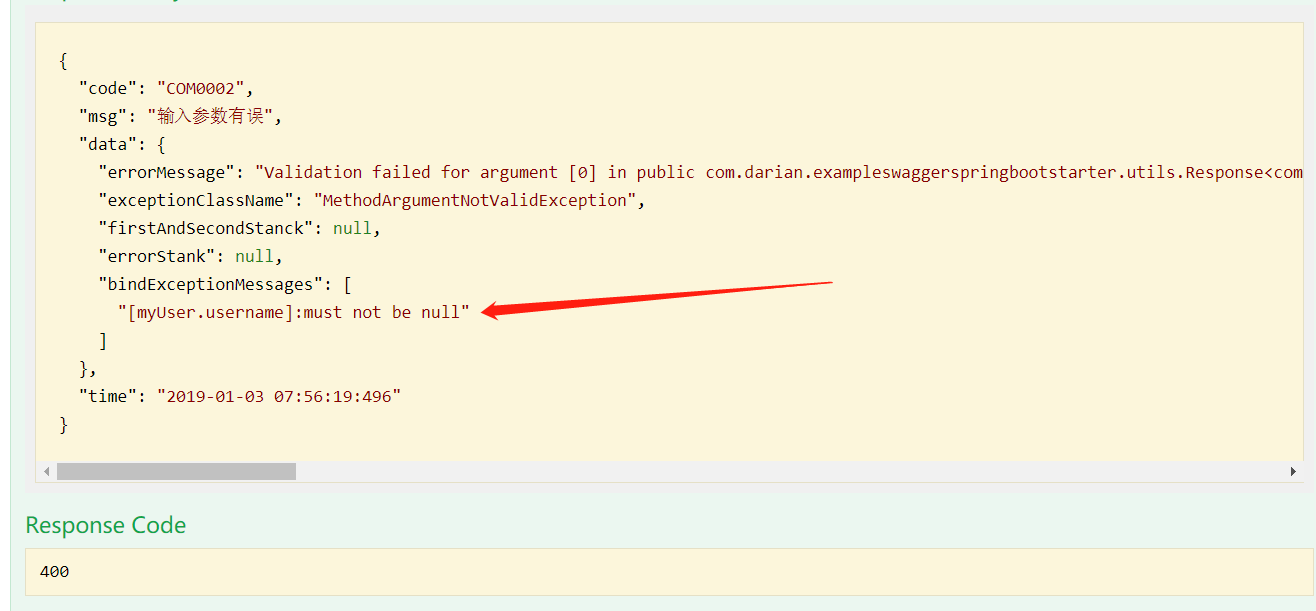 {
"code": "COM0002",
"msg": "输入参数有误",
"data": {
"errorMessage": "Validation failed for argument [0] in public com.darian.exampleswaggerspringbootstarter.utils.Response<com
"exceptionClassName": "MethodArgumentNotValidException",
"firstAndSecondStanck": null,
"errorStank": null,
"bindExceptionMessages": [
"[myUser.username]:must not be null"
]
},
"time": "2019-01-03 07:56:19:496"
}
Response Code
400